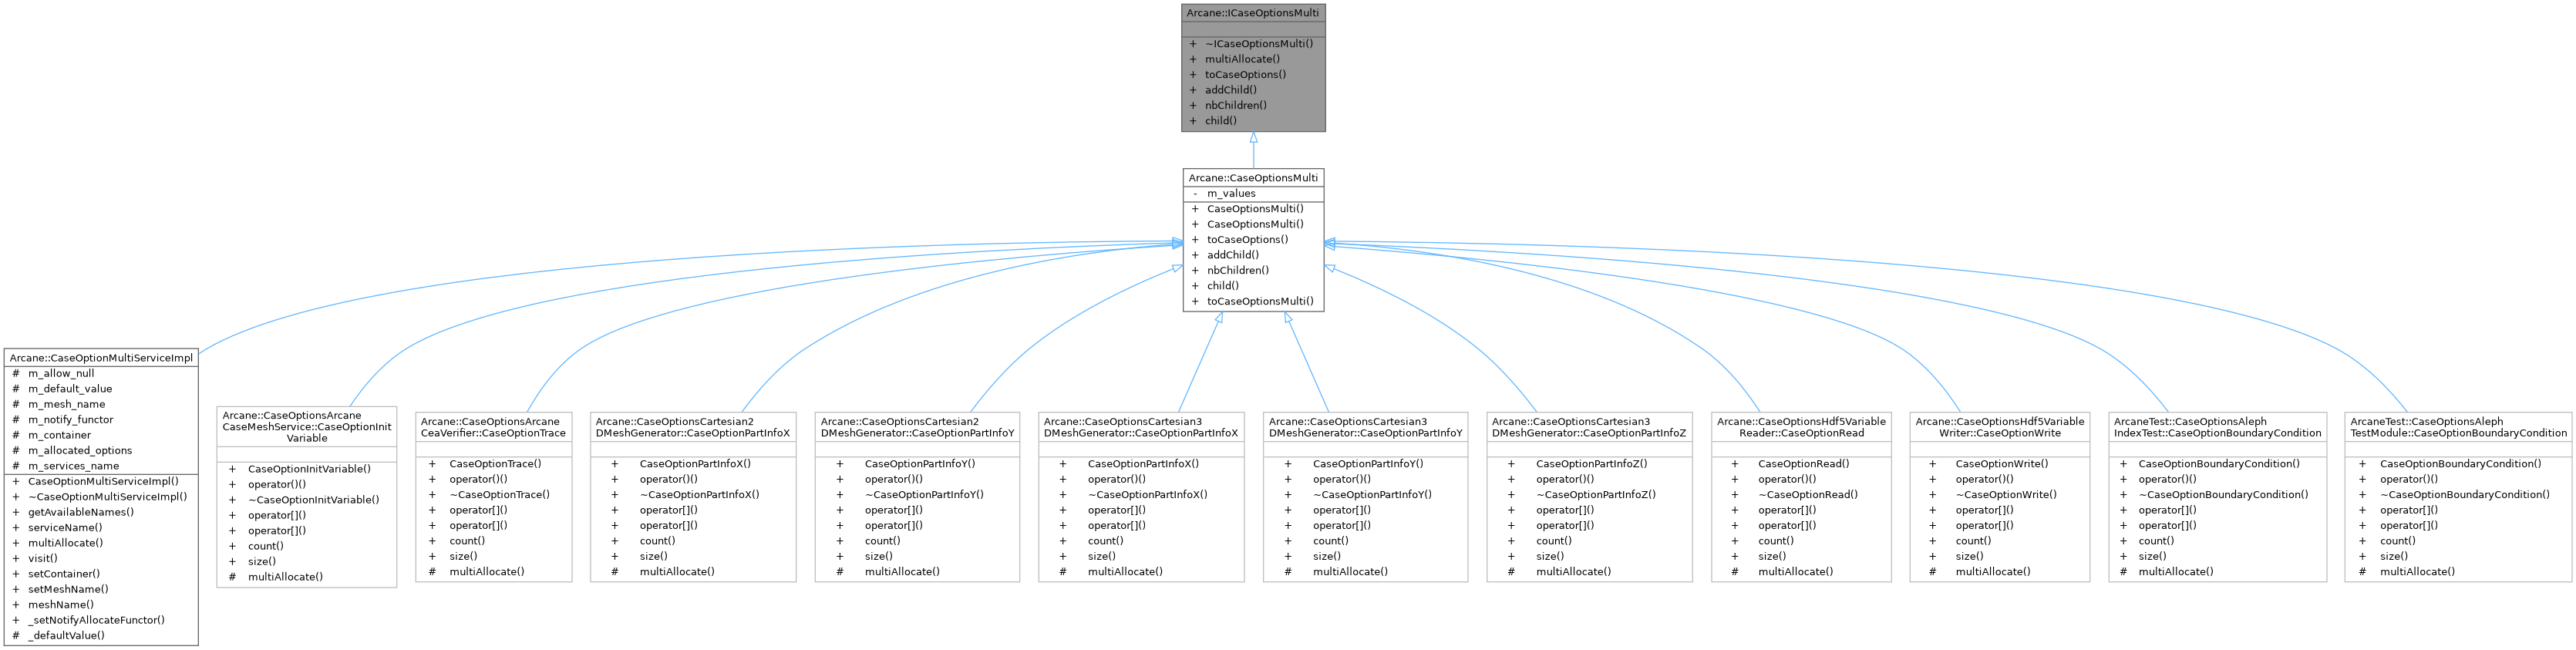 Arcane::ICaseOptionsMulti
+ ~ICaseOptionsMulti()
+ multiAllocate()
+ toCaseOptions()
+ addChild()
+ nbChildren()
+ child()
Arcane::CaseOptionsMulti
- m_values
+ CaseOptionsMulti()
+ CaseOptionsMulti()
+ toCaseOptions()
+ addChild()
+ nbChildren()
+ child()
+ toCaseOptionsMulti()
Arcane::CaseOptionMultiServiceImpl
# m_allow_null
# m_default_value
# m_mesh_name
# m_notify_functor
# m_container
# m_allocated_options
# m_services_name
+ CaseOptionMultiServiceImpl()
+ ~CaseOptionMultiServiceImpl()
+ getAvailableNames()
+ serviceName()
+ multiAllocate()
+ visit()
+ setContainer()
+ setMeshName()
+ meshName()
+ _setNotifyAllocateFunctor()
# _defaultValue()
Arcane::CaseOptionsArcane
CaseMeshService::CaseOptionInit
Variable
+ CaseOptionInitVariable()
+ operator()()
+ ~CaseOptionInitVariable()
+ operator[]()
+ operator[]()
+ count()
+ size()
# multiAllocate()
Arcane::CaseOptionsArcane
CeaVerifier::CaseOptionTrace
+ CaseOptionTrace()
+ operator()()
+ ~CaseOptionTrace()
+ operator[]()
+ operator[]()
+ count()
+ size()
# multiAllocate()
Arcane::CaseOptionsCartesian2
DMeshGenerator::CaseOptionPartInfoX
+ CaseOptionPartInfoX()
+ operator()()
+ ~CaseOptionPartInfoX()
+ operator[]()
+ operator[]()
+ count()
+ size()
# multiAllocate()
Arcane::CaseOptionsCartesian2
DMeshGenerator::CaseOptionPartInfoY
+ CaseOptionPartInfoY()
+ operator()()
+ ~CaseOptionPartInfoY()
+ operator[]()
+ operator[]()
+ count()
+ size()
# multiAllocate()
Arcane::CaseOptionsCartesian3
DMeshGenerator::CaseOptionPartInfoX
+ CaseOptionPartInfoX()
+ operator()()
+ ~CaseOptionPartInfoX()
+ operator[]()
+ operator[]()
+ count()
+ size()
# multiAllocate()
Arcane::CaseOptionsCartesian3
DMeshGenerator::CaseOptionPartInfoY
+ CaseOptionPartInfoY()
+ operator()()
+ ~CaseOptionPartInfoY()
+ operator[]()
+ operator[]()
+ count()
+ size()
# multiAllocate()
Arcane::CaseOptionsCartesian3
DMeshGenerator::CaseOptionPartInfoZ
+ CaseOptionPartInfoZ()
+ operator()()
+ ~CaseOptionPartInfoZ()
+ operator[]()
+ operator[]()
+ count()
+ size()
# multiAllocate()
Arcane::CaseOptionsHdf5Variable
Reader::CaseOptionRead
+ CaseOptionRead()
+ operator()()
+ ~CaseOptionRead()
+ operator[]()
+ operator[]()
+ count()
+ size()
# multiAllocate()
Arcane::CaseOptionsHdf5Variable
Writer::CaseOptionWrite
+ CaseOptionWrite()
+ operator()()
+ ~CaseOptionWrite()
+ operator[]()
+ operator[]()
+ count()
+ size()
# multiAllocate()
ArcaneTest::CaseOptionsAleph
IndexTest::CaseOptionBoundaryCondition
+ CaseOptionBoundaryCondition()
+ operator()()
+ ~CaseOptionBoundaryCondition()
+ operator[]()
+ operator[]()
+ count()
+ size()
# multiAllocate()
ArcaneTest::CaseOptionsAleph
TestModule::CaseOptionBoundaryCondition
+ CaseOptionBoundaryCondition()
+ operator()()
+ ~CaseOptionBoundaryCondition()
+ operator[]()
+ operator[]()
+ count()
+ size()
# multiAllocate()